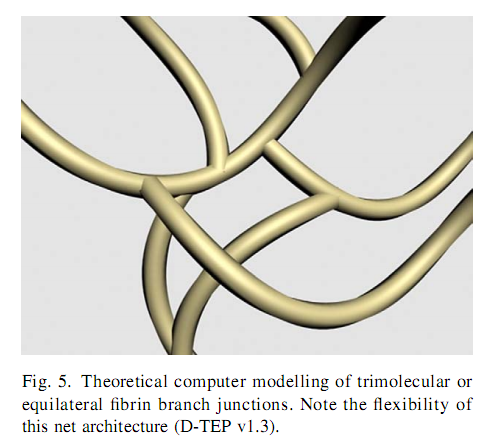 Fig. 5. Theoretical computer modelling of trimolecular or
equilateral fibrin branch junctions. Note the flexibility of
this net architecture (D-TEP v1.3).